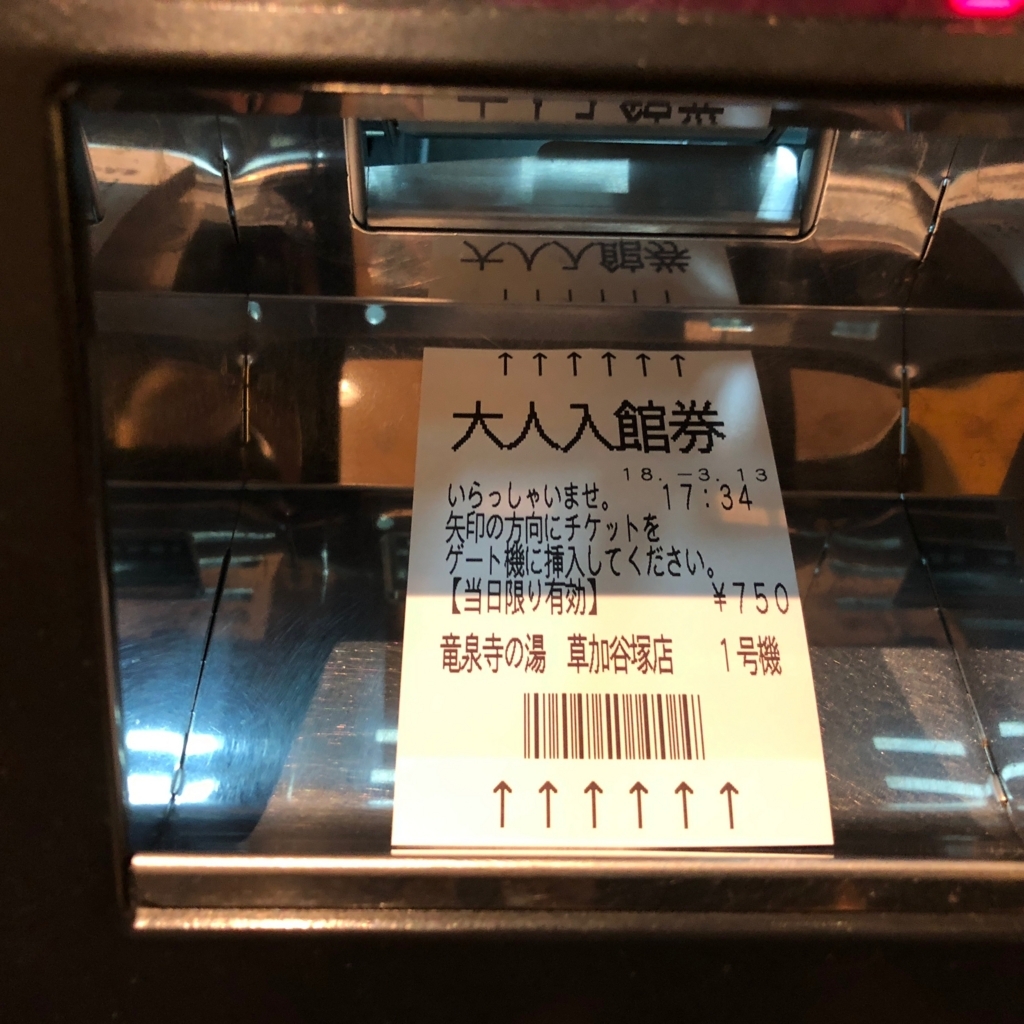 ↑↑↑↑↑↑
大人入館券
18.－3.13
いらっしゃいませ。 17:34
矢印の方向にチケットを
ゲート機に挿入してください。
【当日限り有効】 ¥750
竜泉寺の湯 草加谷塚店 1号機
↑↑↑↑↑↑